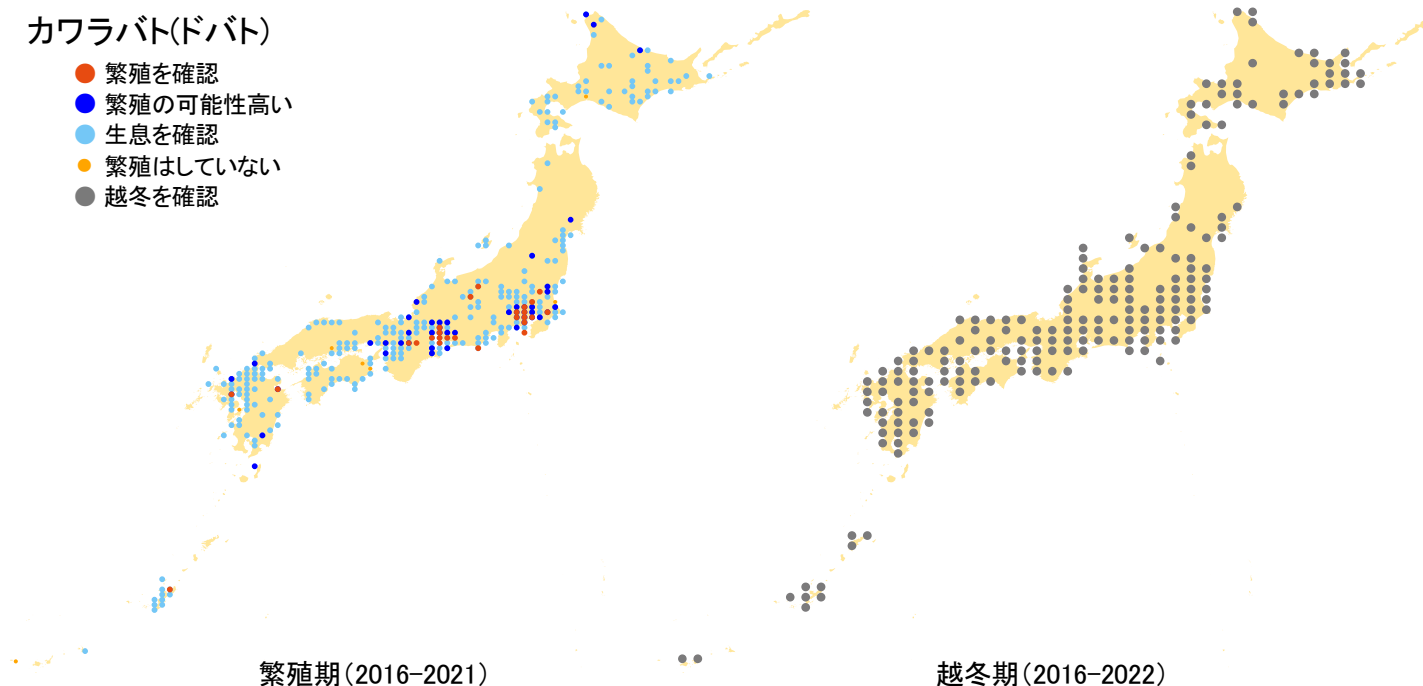 カワラバト(ドバト)
繁殖を確認
繁殖の可能性高い
生息を確認
繁殖はしていない
越冬を確認
繁殖期(2016-2021)
越冬期(2016-2022)